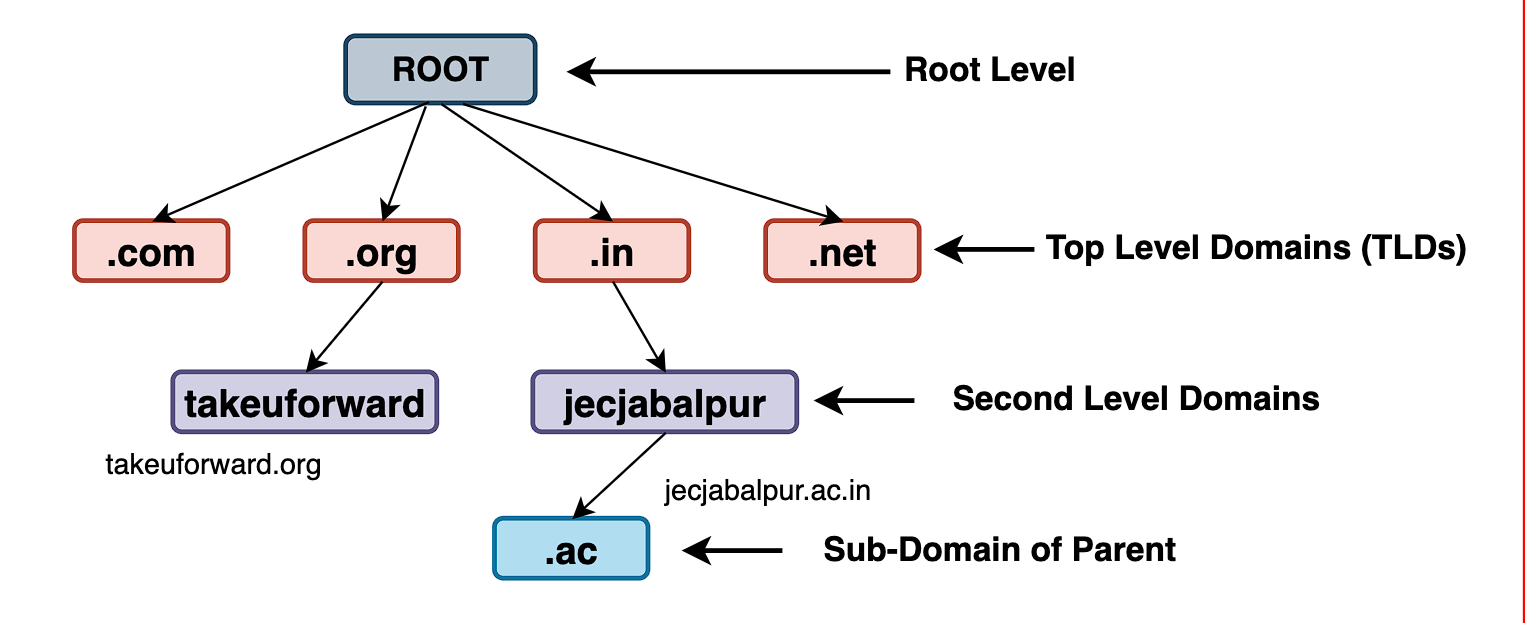 ROOT
Root Level
.com
.org
.in
.net
Top Level Domains (TLDs)
takeuforward
jecjabalpur
Second Level Domains
takeuforward.org
jecjabalpur.ac.in
.ac
Sub-Domain of Parent